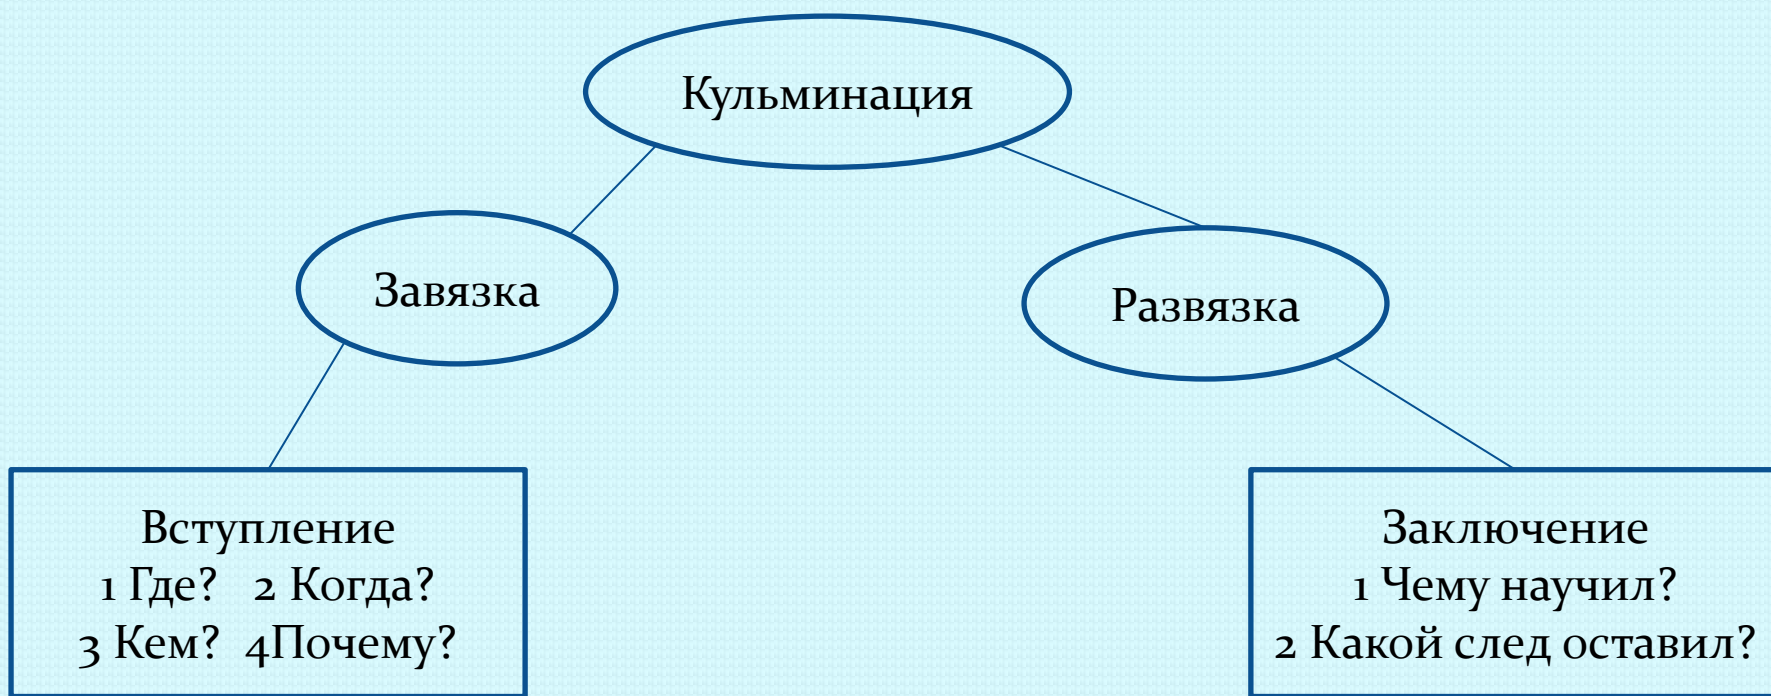 Кульминация
Завязка
Развязка
Вступление
1 Где? 2 Когда?
3 Кем? 4Почему?
Заключение
1 Чему научил?
2 Какой след оставил?